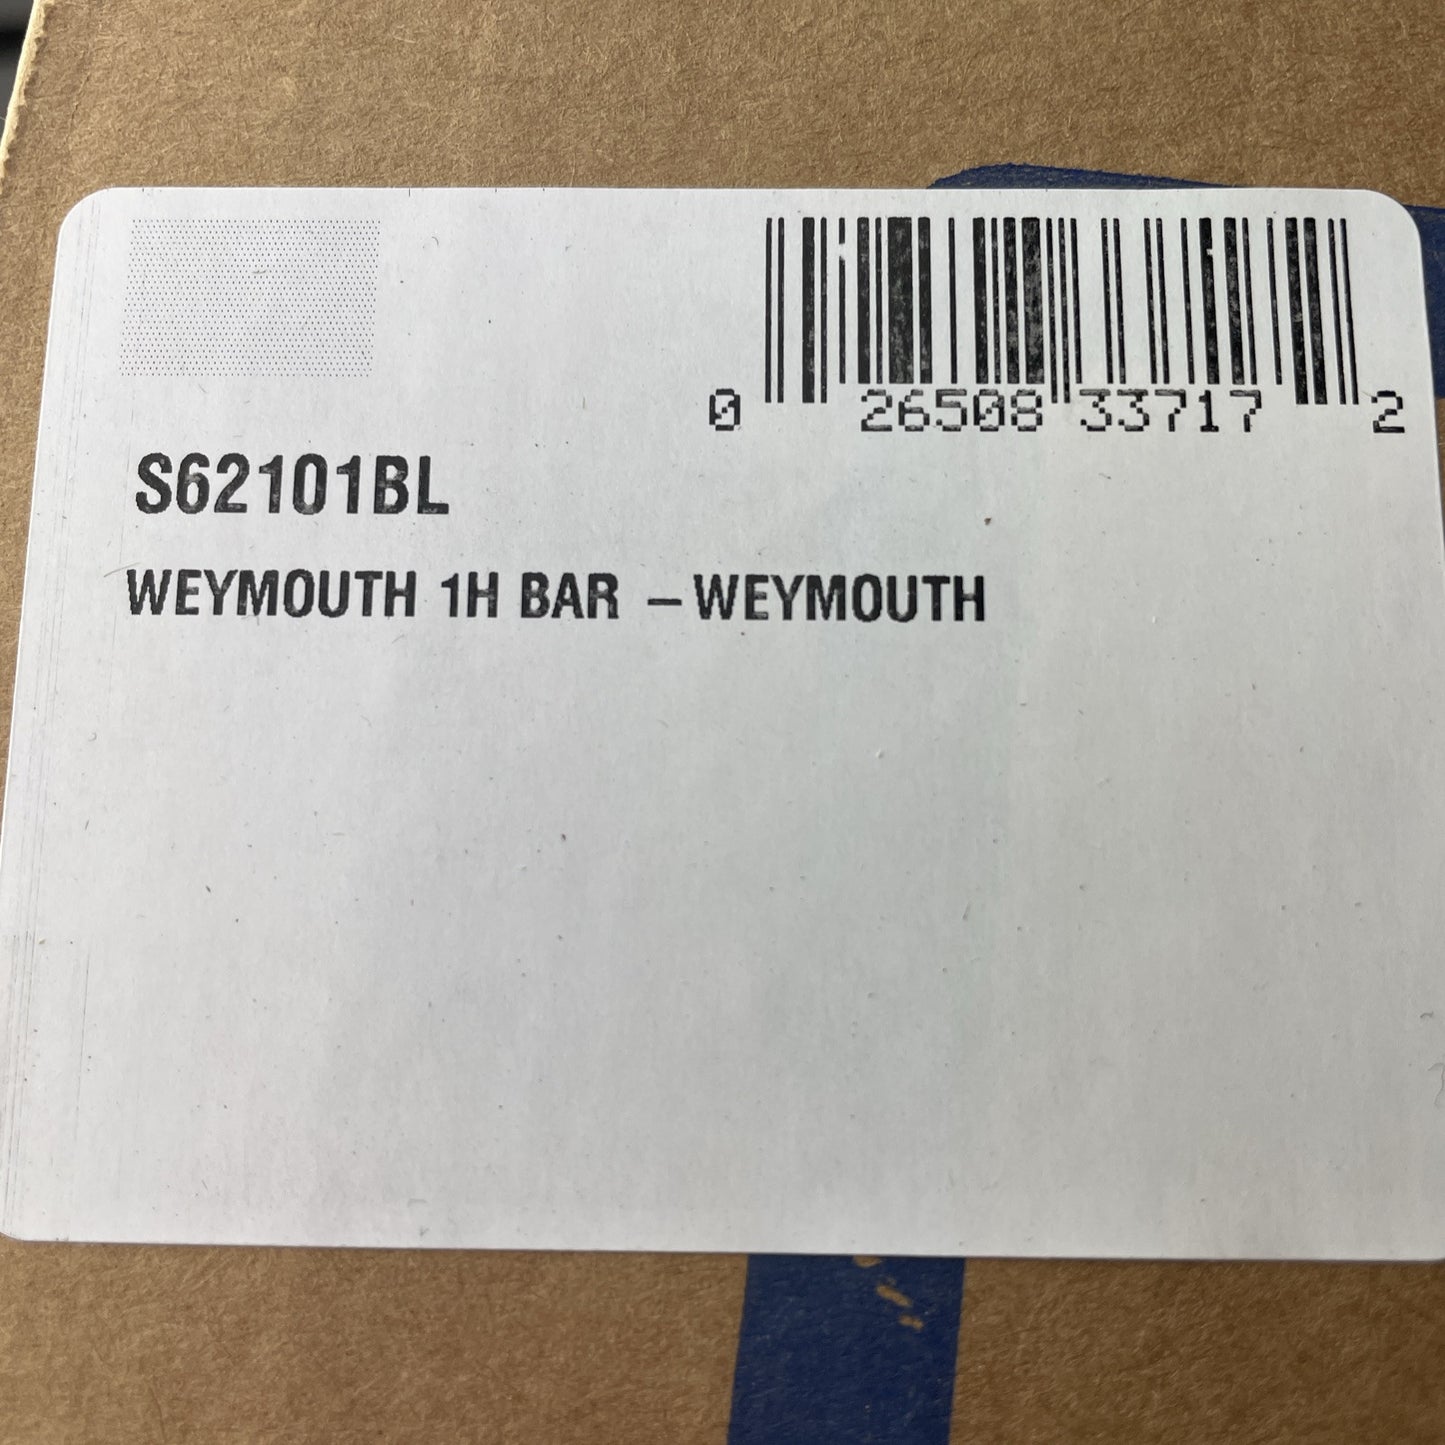 0 26508 33717 2
S62101BL
WEYMOUTH 1H BAR – WEYMOUTH